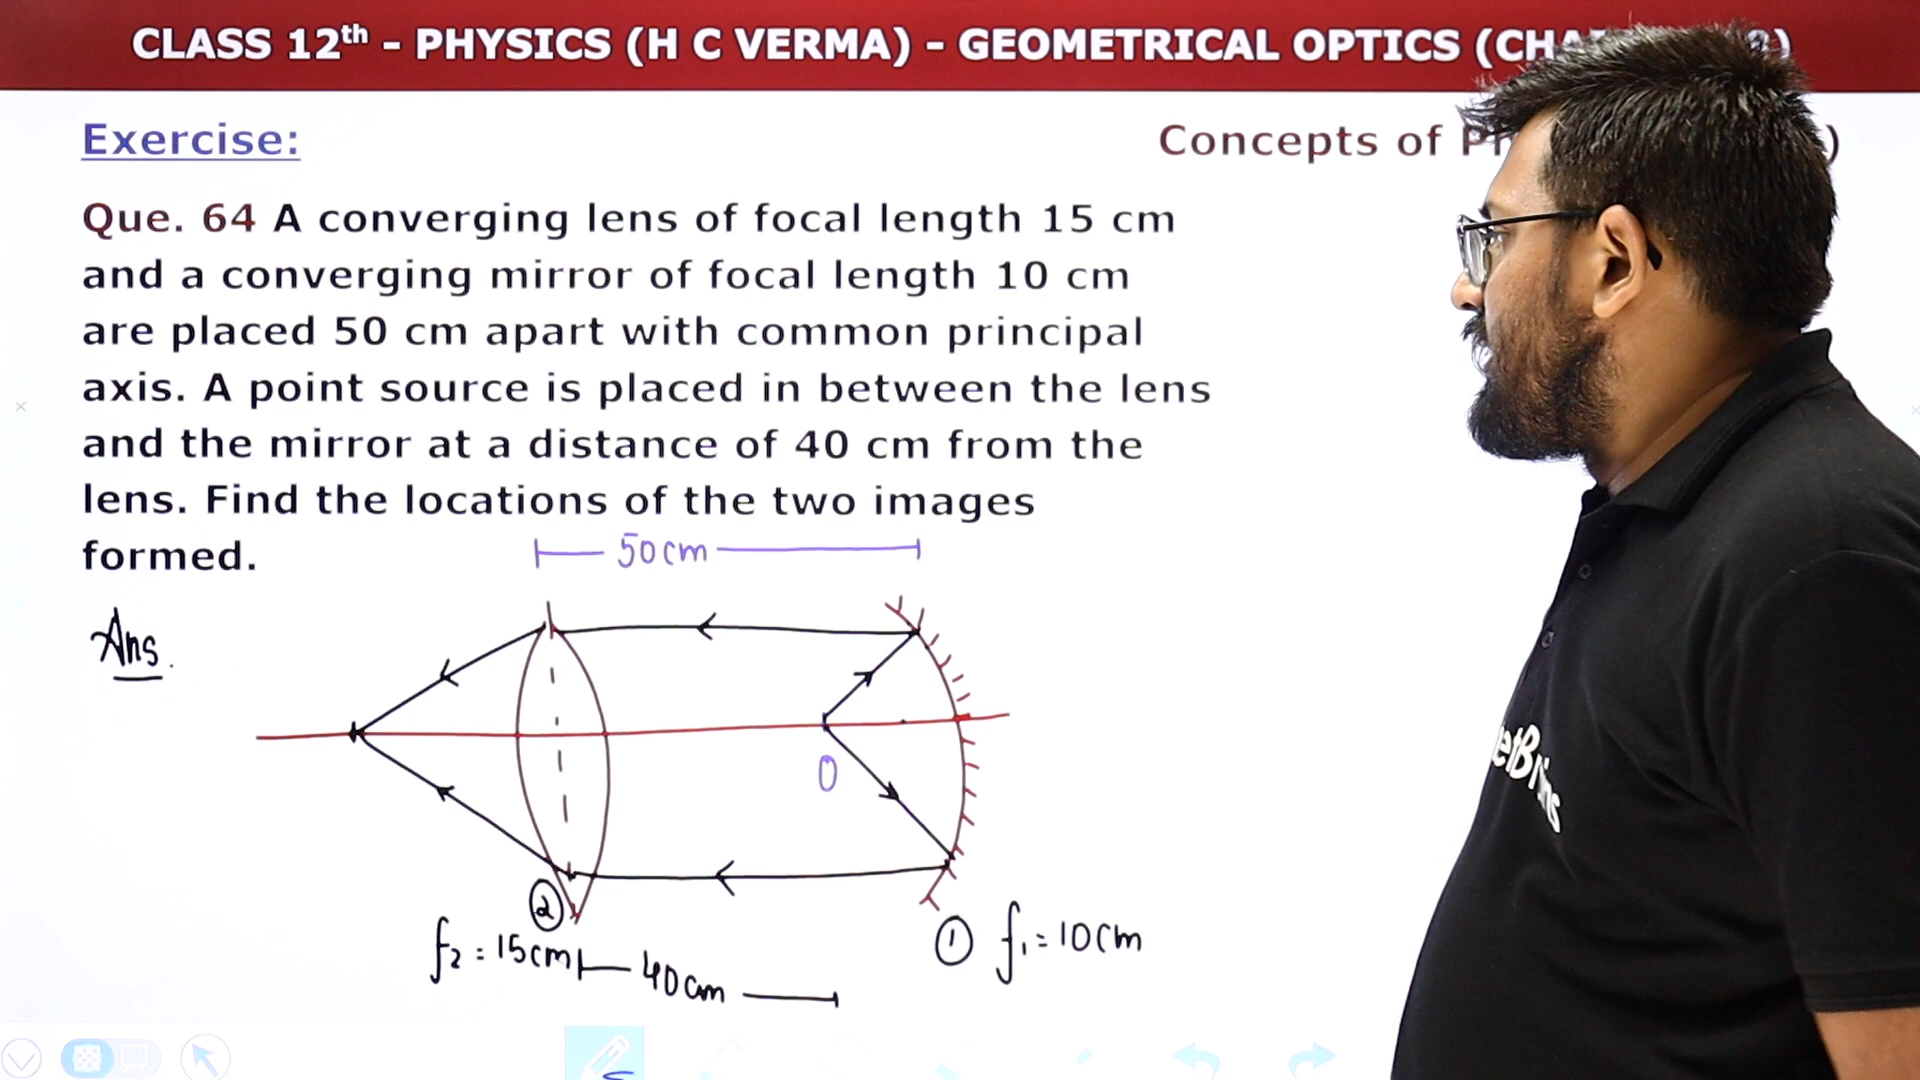 CLASS 12th - PHYSICS (H C VERMA) - GEOMETRICAL OPTICS
Exercise:
Concepts of
Que. 64 A converging lens of focal length 15 cm
and a converging mirror of focal length 10 cm
are placed 50 cm apart with common principal
axis. A point source is placed in between the lens
and the mirror at a distance of 40 cm from the
lens. Find the locations of the two images
formed.
50cm
Ans.
O
2
f2 = 15cm
40cm
1 f1 = 10cm